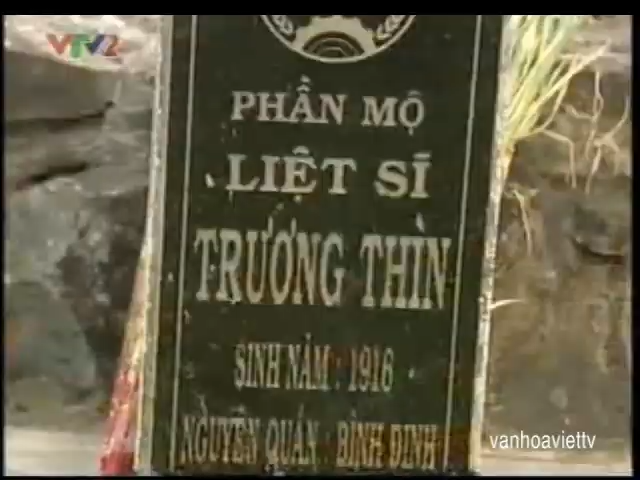 VTV2
PHẦN MỘ
LIỆT SĨ
TRƯƠNG THÌN
SINH NĂM : 1916
NGUYÊN QUÁN : BÌNH ĐỊNH
vanhoaviettv